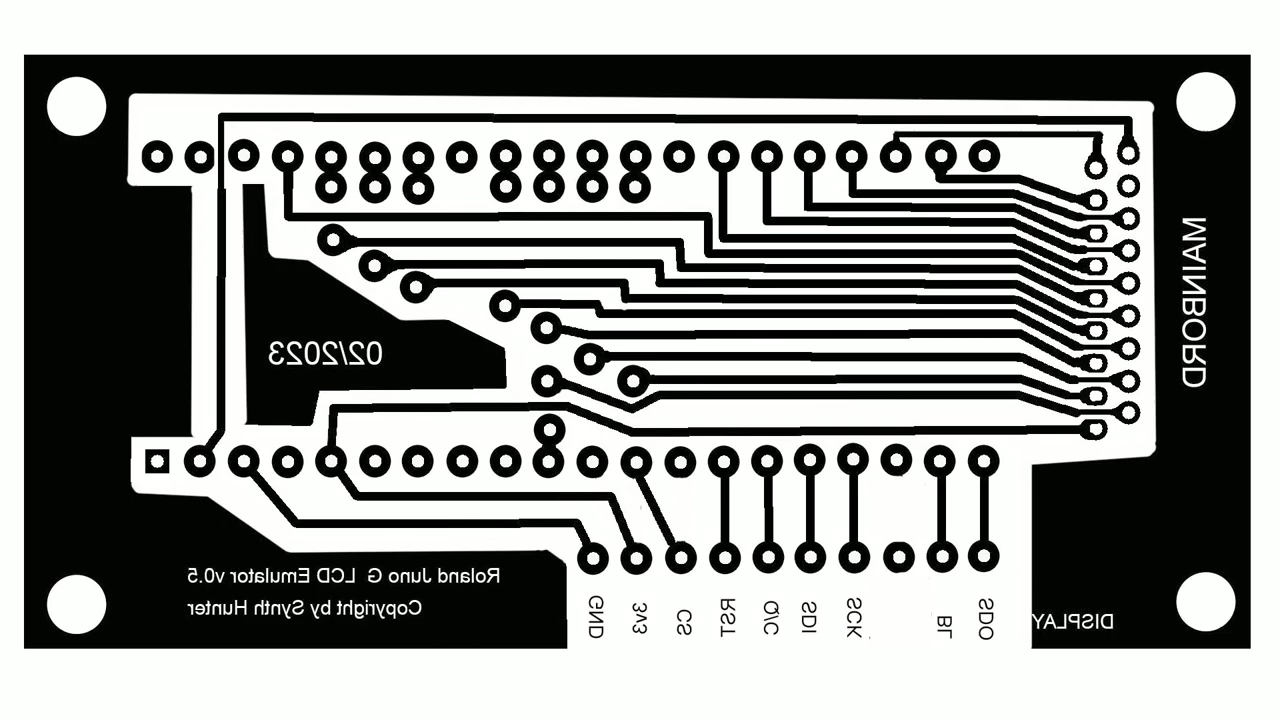 MAINBORD
02/2023
Roland Juno G LCD Emulator v0.5
Copyright by Synth Hunter
GND
3v3
CS
RST
Q/C
SDI
SCK
BL
SDO
DISPLAY